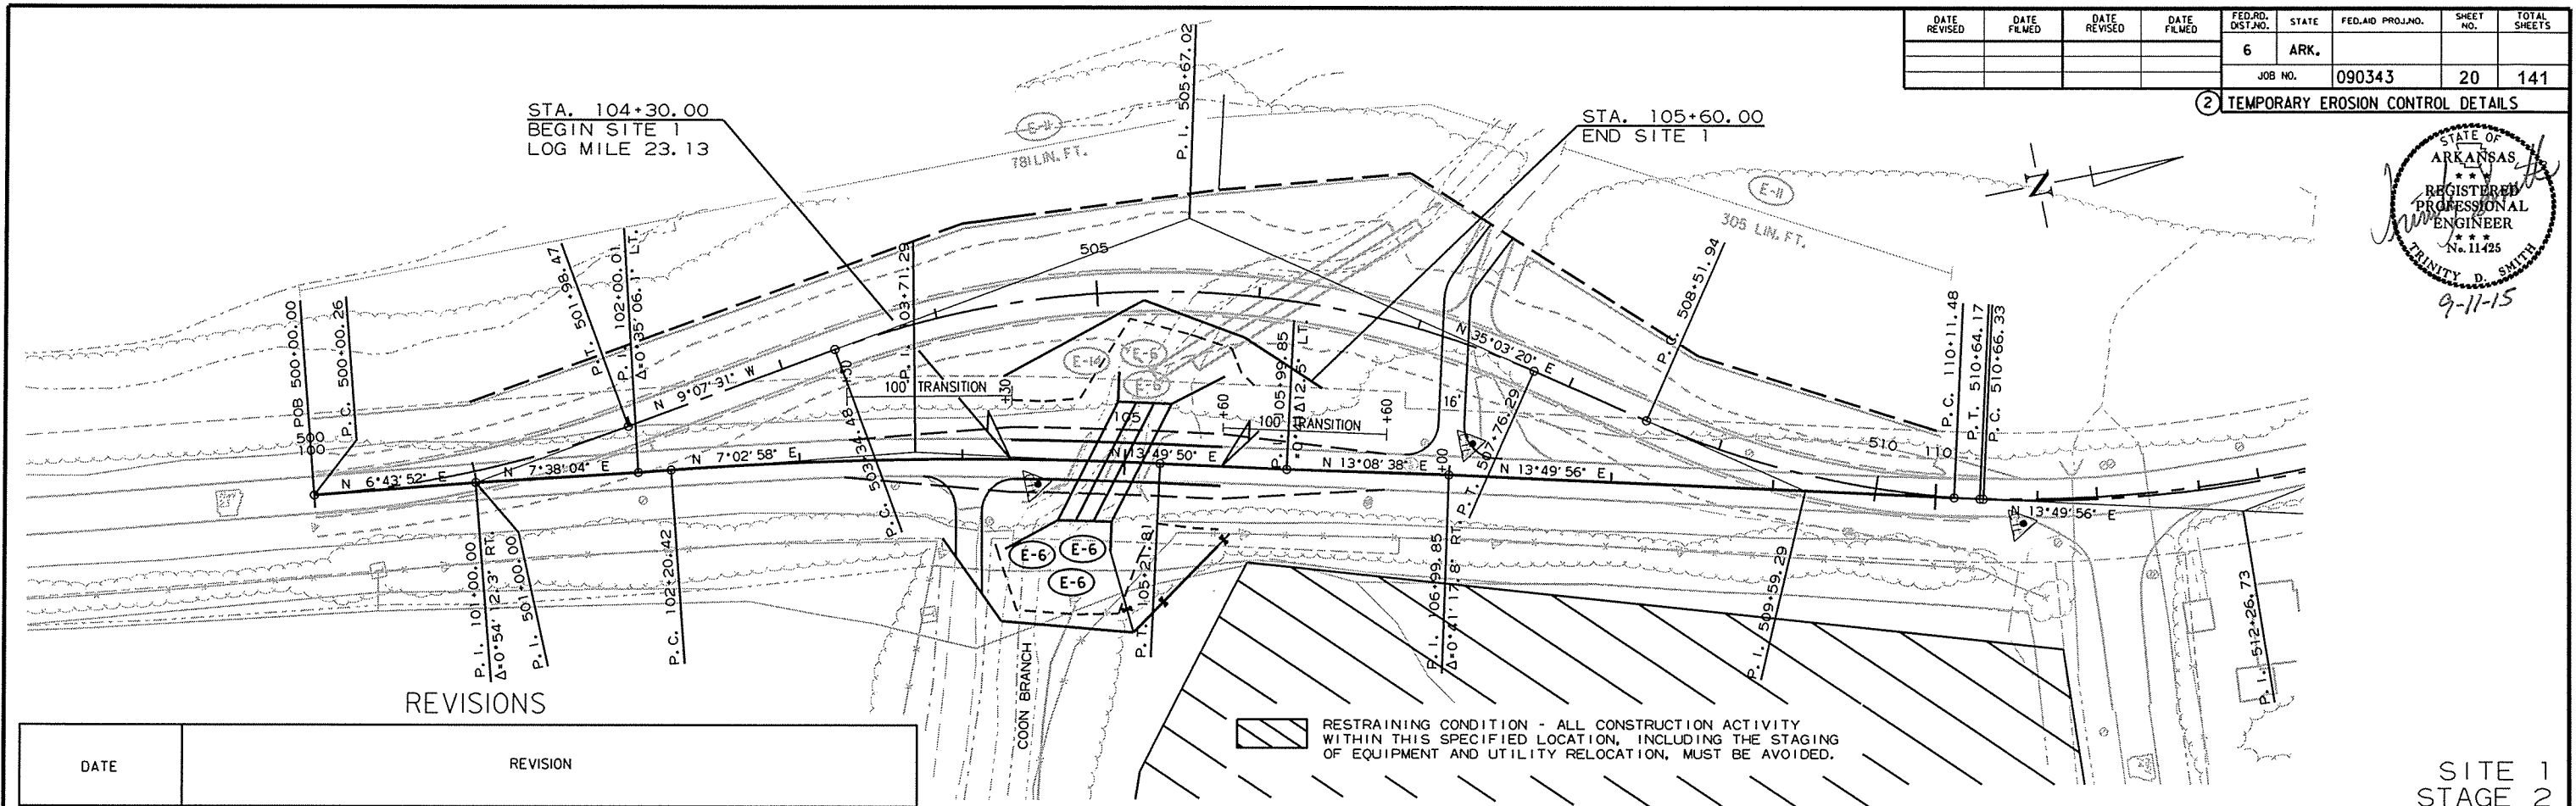 DATE REVISED
DATE FILMED
DATE REVISED
DATE FILMED
FED.RD. DIST.NO.
STATE
FED.AID PROJ.NO.
SHEET NO.
TOTAL SHEETS
6
ARK.
JOB NO.
090343
20
141
2 TEMPORARY EROSION CONTROL DETAILS
STATE OF
ARKANSAS
REGISTERED
PROFESSIONAL
ENGINEER
No. 11425
TRINITY D. SMITH
9-11-15
N
STA. 104+30.00
BEGIN SITE 1
LOG MILE 23.13
STA. 105+60.00
END SITE 1
P.I. 505+67.02
E-11
781 LIN. FT.
E-11
305 LIN. FT.
505
POB 500+00.00
P.C. 500+00.26
P.T. 501+98.47
P.I. 102+00.01
Δ=0°35'06.1" LT.
P.I. 103+71.29
P.C. 508+51.94
P.C. 110+11.48
P.T. 510+64.17
P.C. 510+66.33
N 9°07'31" W
N 35°03'20" E
+30
100' TRANSITION
+30
E-14
E-6
E-6
105
P.I. 105+99.85
+60
100' TRANSITION
+60
16'
500
100
510
110
N 6°43'52" E
N 7°38'04" E
N 7°02'58" E
N 13°49'50" E
N 13°08'38" E
+00
N 13°49'56" E
N 13°49'56" E
P.C. 503+34.48
P.T. 507+76.29
E-6
E-6
E-6
P.I. 101+00.00
Δ=0°54'12.3" RT.
P.I. 501+00.00
P.C. 102+20.42
P.T. 105+21.81
P.I. 106+99.85
Δ=0°41'17.8" RT.
P.I. 509+59.29
P.I. 512+26.73
COON BRANCH
RESTRAINING CONDITION - ALL CONSTRUCTION ACTIVITY
WITHIN THIS SPECIFIED LOCATION, INCLUDING THE STAGING
OF EQUIPMENT AND UTILITY RELOCATION, MUST BE AVOIDED.
REVISIONS
DATE
REVISION
SITE 1
STAGE 2